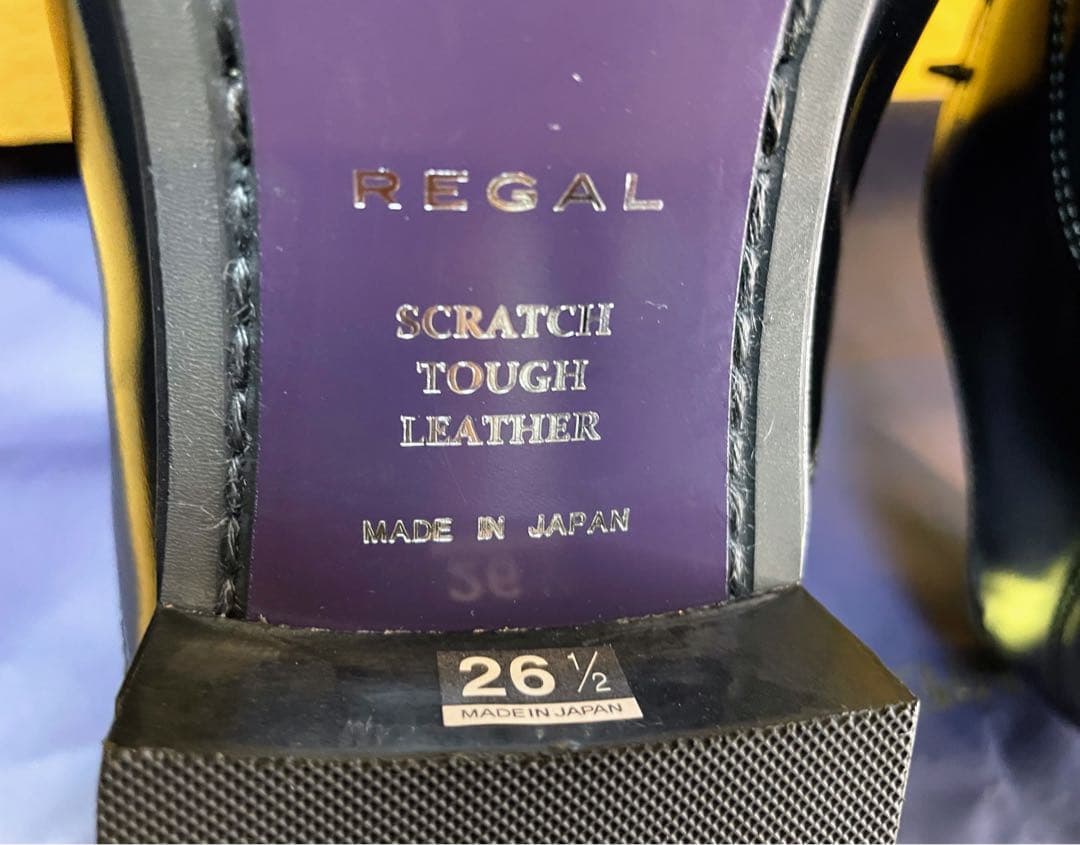 REGAL
SCRATCH
TOUGH
LEATHER
MADE IN JAPAN
26 1/2
MADE IN JAPAN